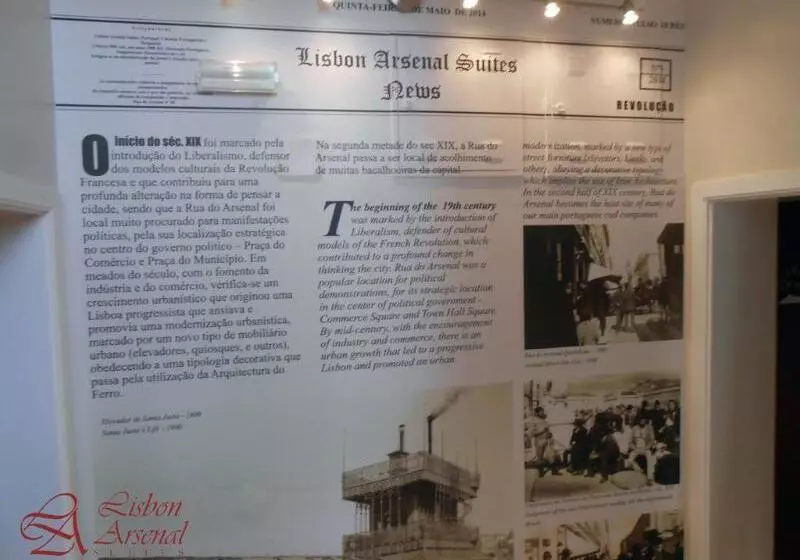 QUINTA-FEIRA, DE MAIO DE 2014
Lisbon Arsenal Suites
News
REVOLUÇÃO
O início do séc. XIX foi marcado pela
introdução do Liberalismo, defensor
dos modelos culturais da Revolução
Francesa e que contribuiu para uma
profunda alteração na forma de pensar a
cidade, sendo que a Rua do Arsenal foi
local muito procurado para manifestações
políticas, pela sua localização estratégica
no centro do governo político – Praça do
Comércio e Praça do Município. Em
meados do século, com o fomento da
indústria e do comércio, verifica-se um
crescimento urbanístico que originou uma
Lisboa progressista que ansiava e
promovia uma modernização urbanística,
marcado por um novo tipo de mobiliário
urbano (elevadores, quiosques, e outros),
obedecendo a uma tipologia decorativa que
passa pela utilização da Arquitectura do
Ferro.
Elevador de Santa Justa - 1900
Santa Justa's Lift - 1900
Na segunda metade do sec XIX, a Rua do
Arsenal passa a ser local de acolhimento
de muitas bacalhoeiras da capital.
The beginning of the 19th century
was marked by the introduction of
Liberalism, defender of cultural
models of the French Revolution, which
contributed to a profound change in
thinking the city. Rua do Arsenal was a
popular location for political
demonstrations, for its strategic location
in the center of political government -
Commerce Square and Town Hall Square.
By mid-century, with the encouragement
of industry and commerce, there is an
urban growth that led to a progressive
Lisbon and promoted an urban
modernization, marked by a new type of
street furniture (elevators, kiosks, and
other), obeying a decorative typology
which implies the use of Iron Architecture.
In the second half of XIX century, Rua do
Arsenal becomes the host site of many of
our main portuguese cod companies.
Lisbon
Arsenal
SUITES